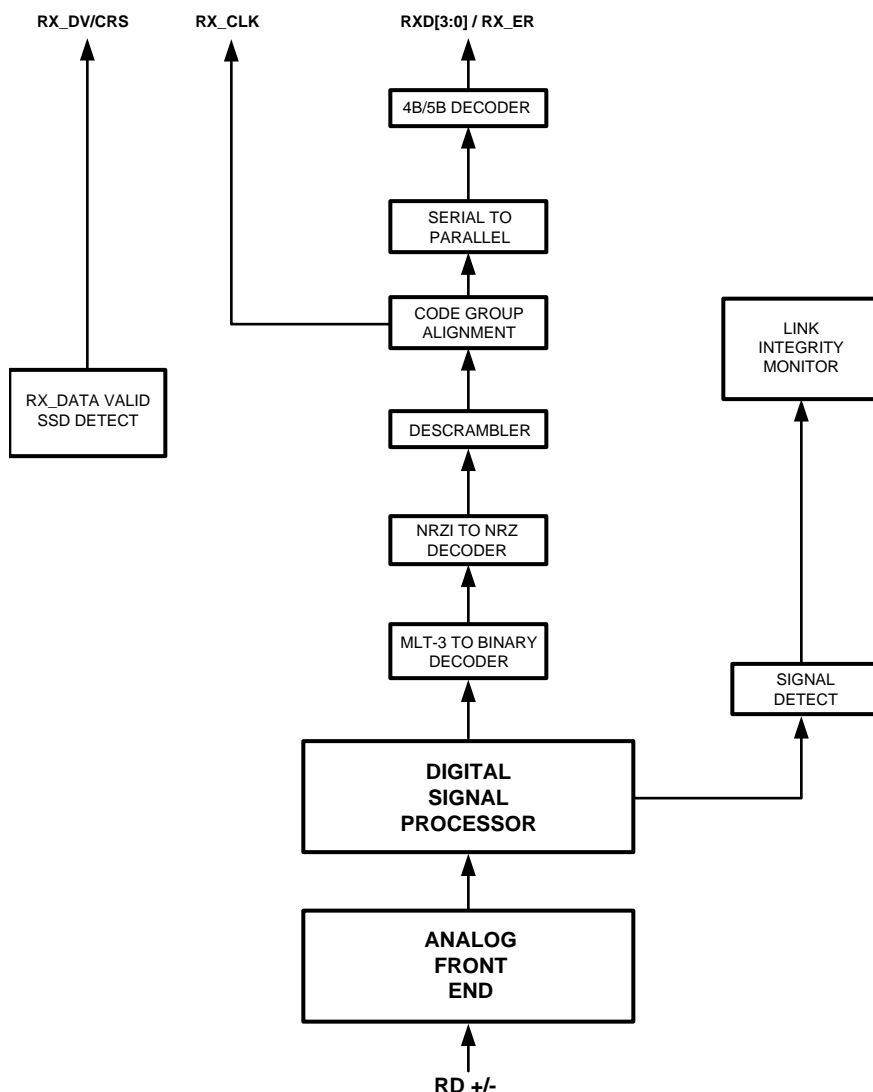 RX_DV/CRS
RX_CLK
RXD[3:0] / RX_ER
4B/5B DECODER
SERIAL TO
PARALLEL
CODE GROUP
ALIGNMENT
LINK
INTEGRITY
MONITOR
RX_DATA VALID
SSD DETECT
DESCRAMBLER
NRZI TO NRZ
DECODER
MLT-3 TO BINARY
DECODER
SIGNAL
DETECT
DIGITAL
SIGNAL
PROCESSOR
ANALOG
FRONT
END
RD +/-